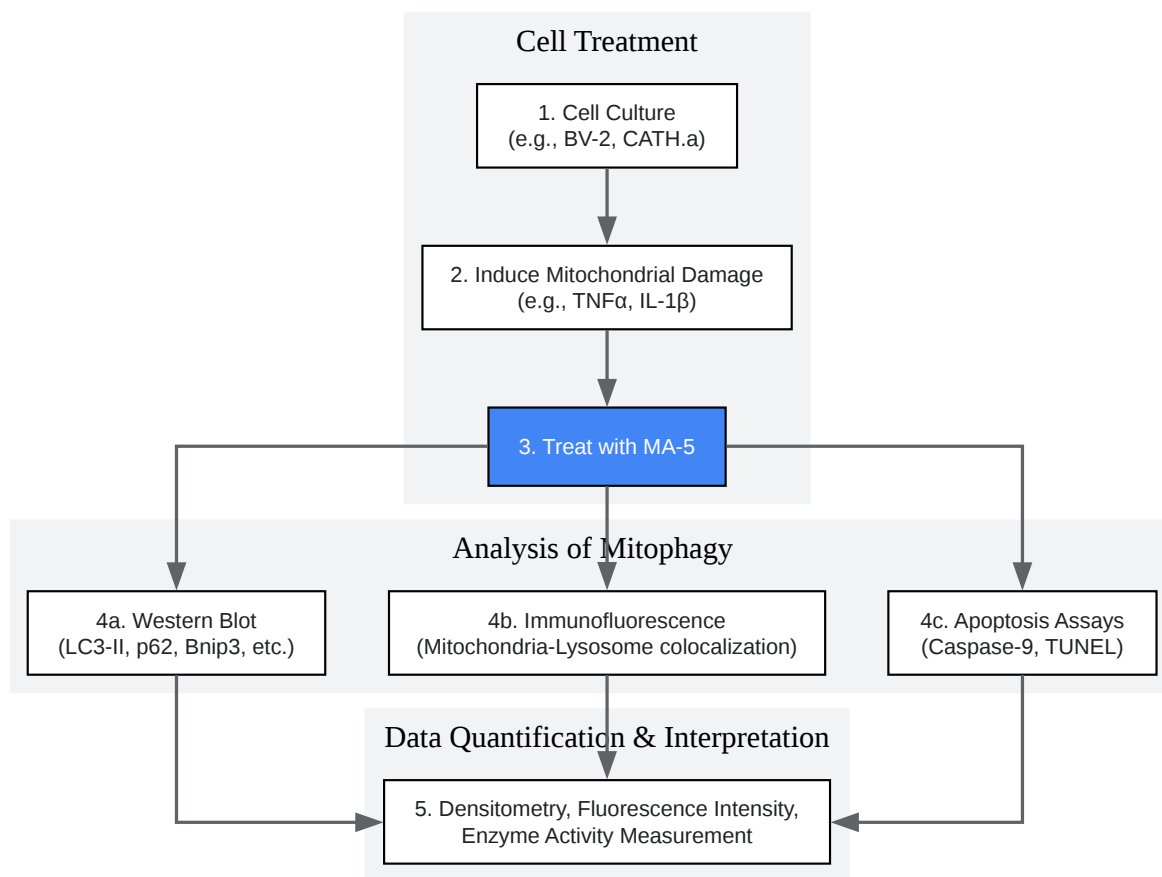 Cell Treatment
1. Cell Culture
(e.g., BV-2, CATH.a)
2. Induce Mitochondrial Damage
(e.g., TNFα, IL-1β)
3. Treat with MA-5
Analysis of Mitophagy
4a. Western Blot
(LC3-II, p62, Bnip3, etc.)
4b. Immunofluorescence
(Mitochondria-Lysosome colocalization)
4c. Apoptosis Assays
(Caspase-9, TUNEL)
Data Quantification & Interpretation
5. Densitometry, Fluorescence Intensity,
Enzyme Activity Measurement